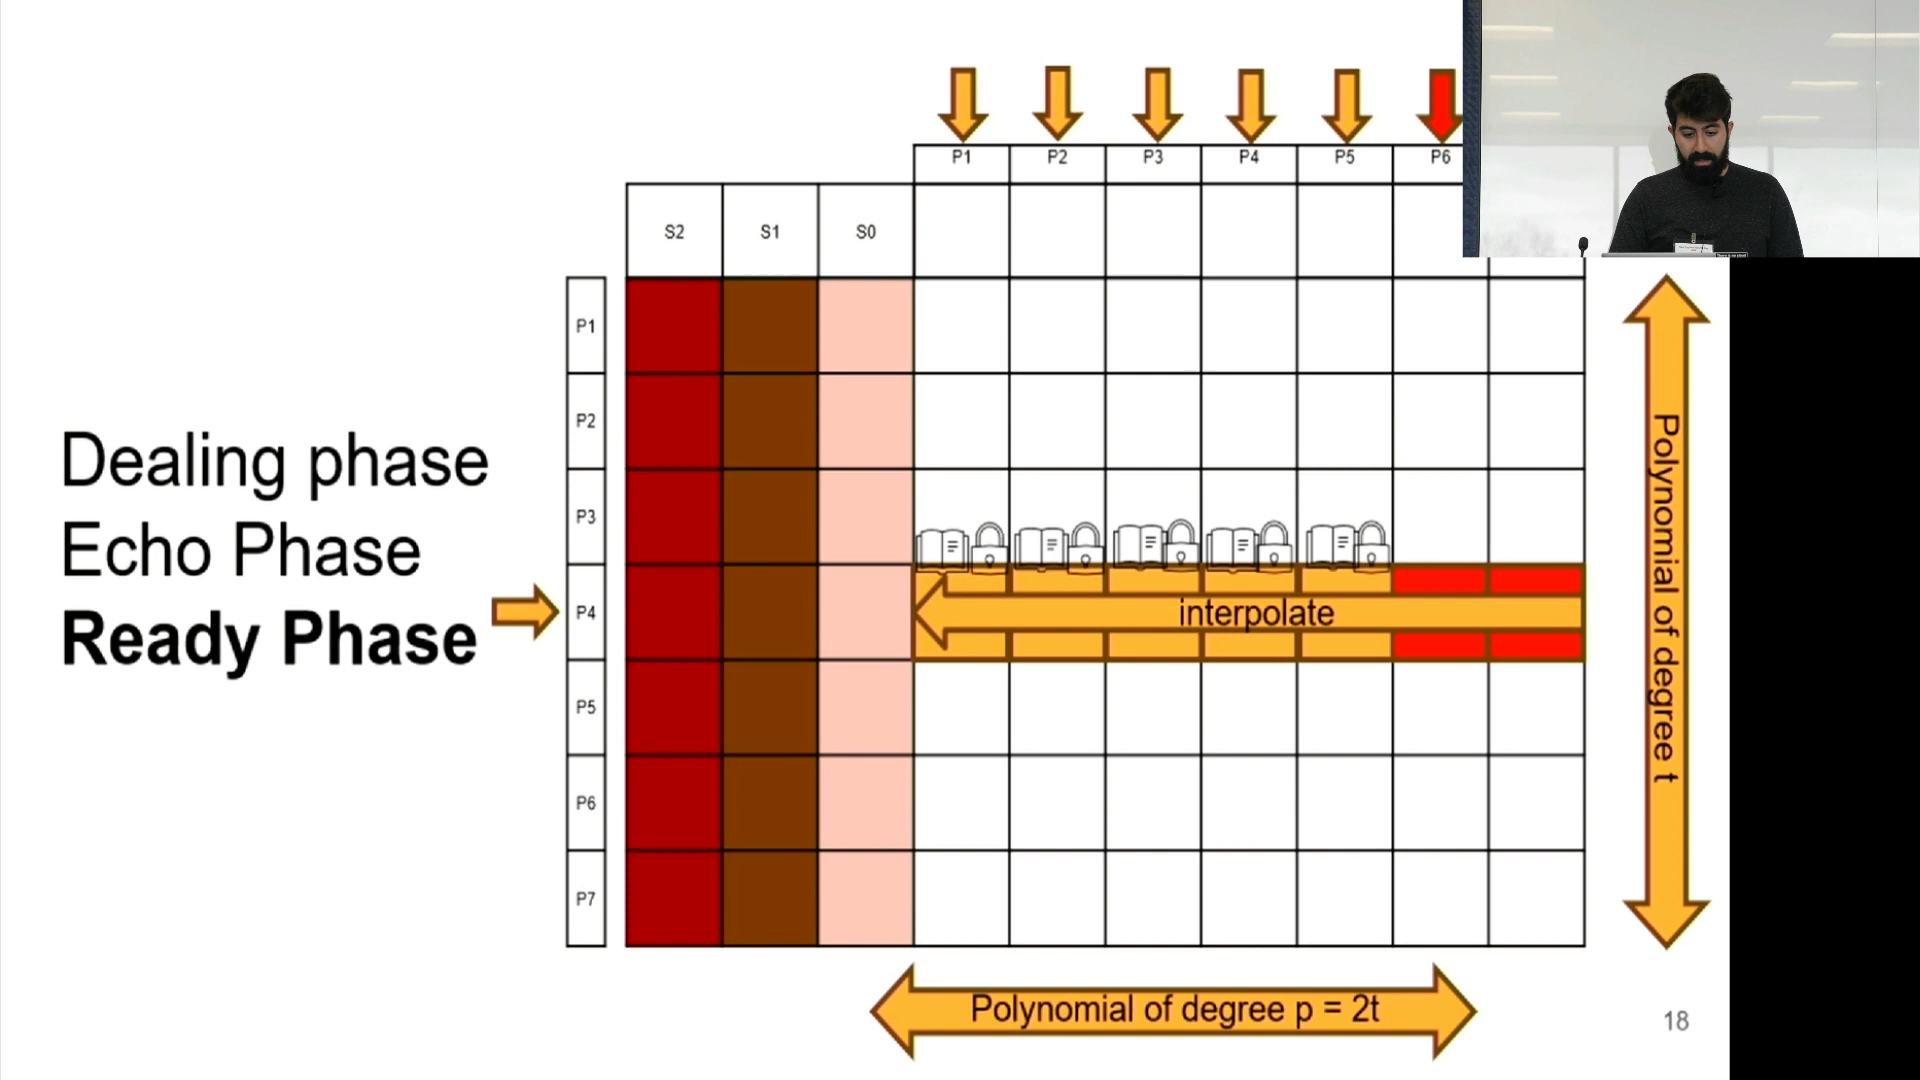 P1 P2 P3 P4 P5 P6
S2 S1 S0
P1
P2
P3
P4
P5
P6
P7
Dealing phase
Echo Phase
Ready Phase
interpolate
Polynomial of degree t
Polynomial of degree p = 2t
18